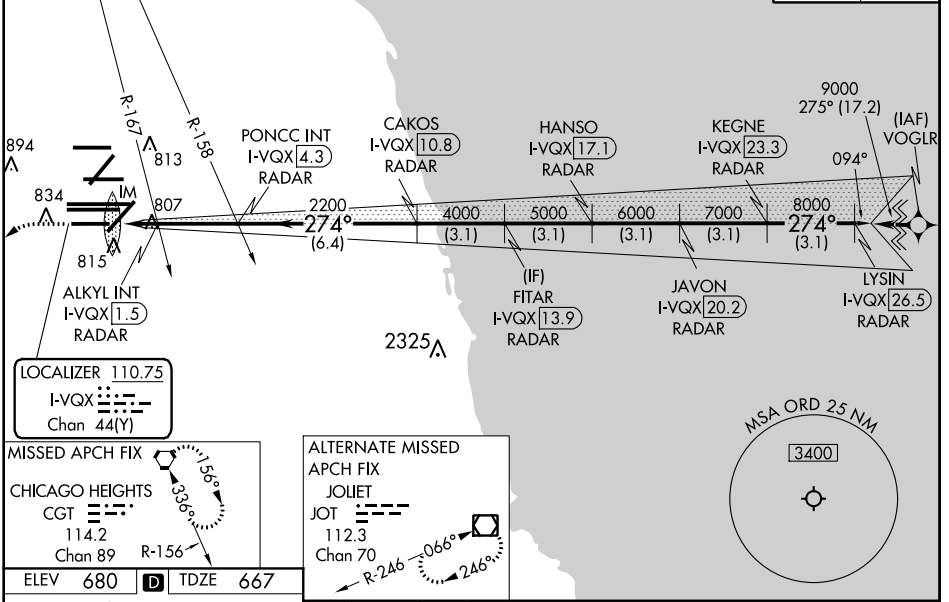 9000
275° (17.2)
(IAF)
VOGLR
094°
KEGNE
I-VQX 23.3
RADAR
HANSO
I-VQX 17.1
RADAR
CAKOS
I-VQX 10.8
RADAR
PONCC INT
I-VQX 4.3
RADAR
R-167
R-158
894
813
834
IM
807
815
2200
274°
(6.4)
4000
(3.1)
5000
(3.1)
6000
(3.1)
7000
(3.1)
8000
274°
(3.1)
ALKYL INT
I-VQX 1.5
RADAR
(IF)
FITAR
I-VQX 13.9
RADAR
JAVON
I-VQX 20.2
RADAR
LYSIN
I-VQX 26.5
RADAR
2325
LOCALIZER 110.75
I-VQX
Chan 44(Y)
MISSED APCH FIX
CHICAGO HEIGHTS
CGT
114.2
Chan 89
R-156
336°
156°
ALTERNATE MISSED
APCH FIX
JOLIET
JOT
112.3
Chan 70
R-246
066°
246°
MSA ORD 25 NM
3400
ELEV 680 D TDZE 667